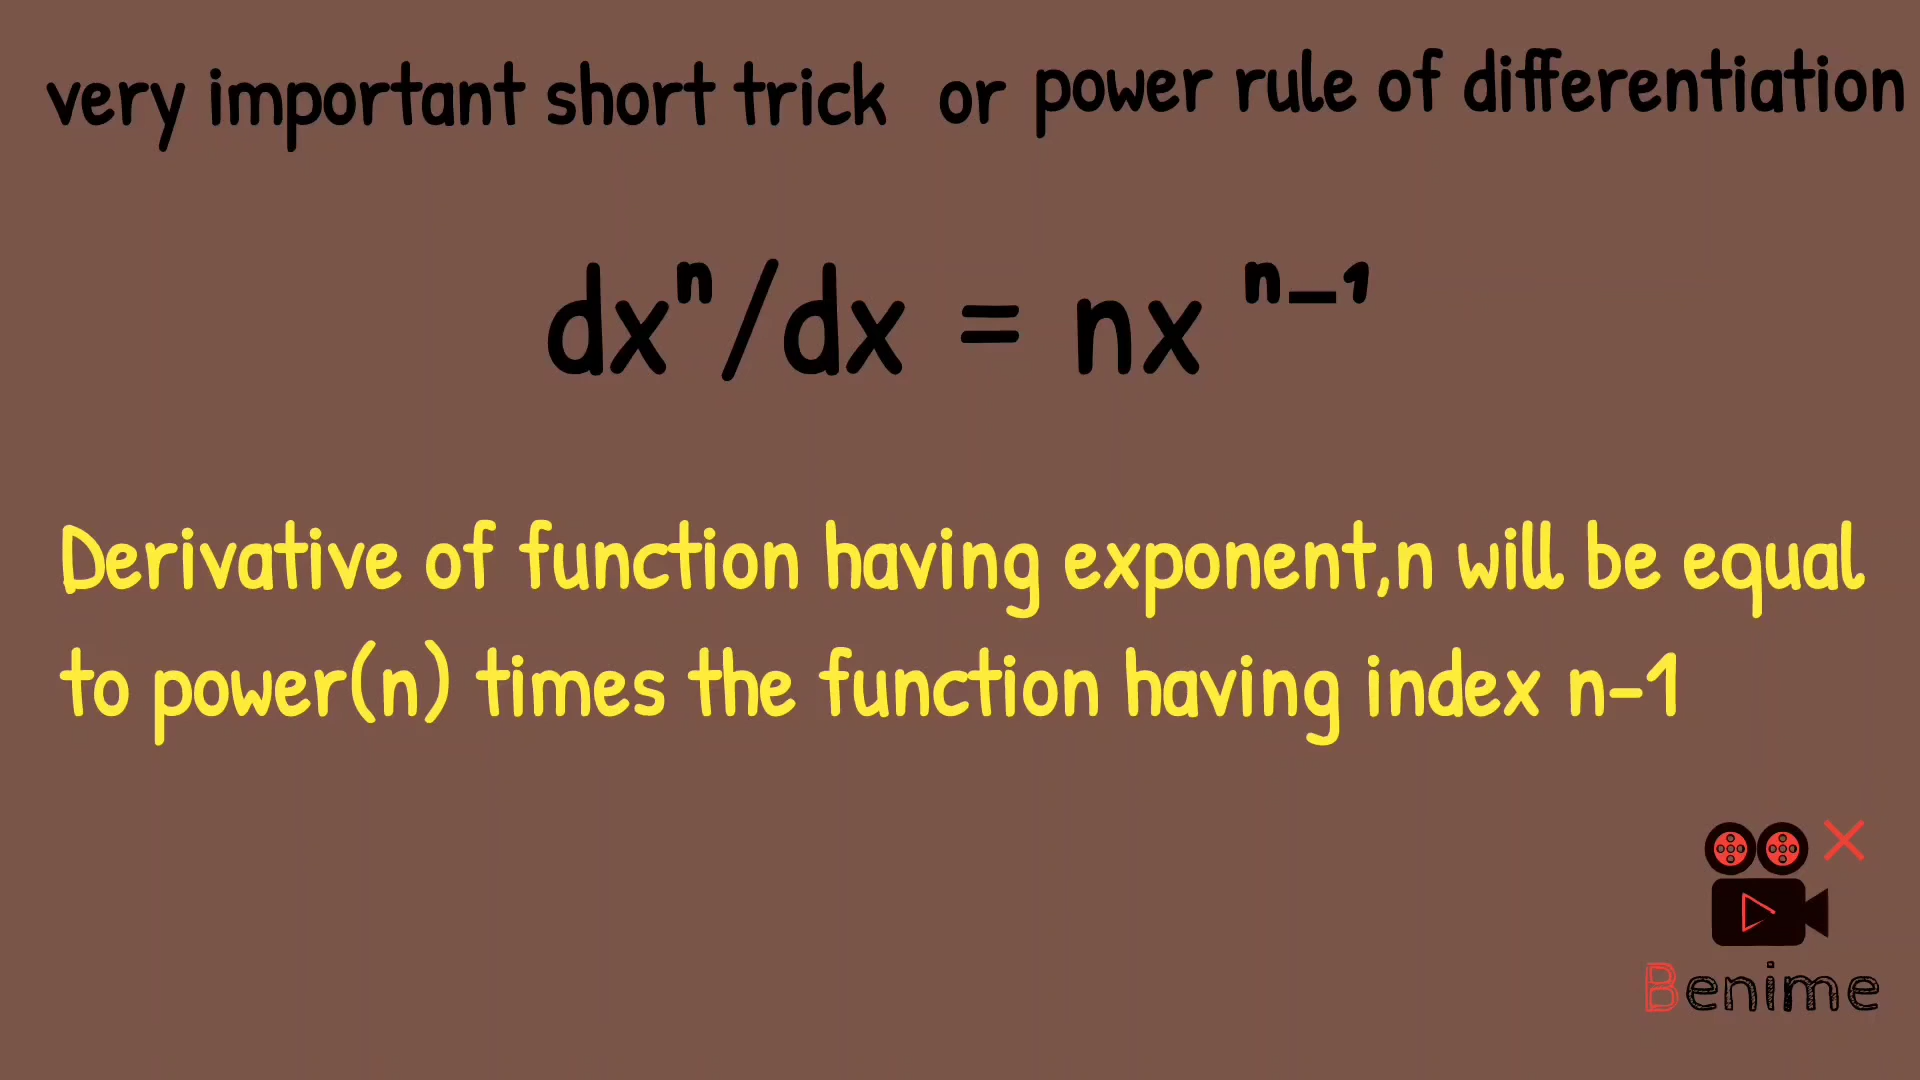 very important short trick or power rule of differentiation
dxⁿ/dx = nx ⁿ⁻¹
Derivative of function having exponent,n will be equal
to power(n) times the function having index n-1
Benime